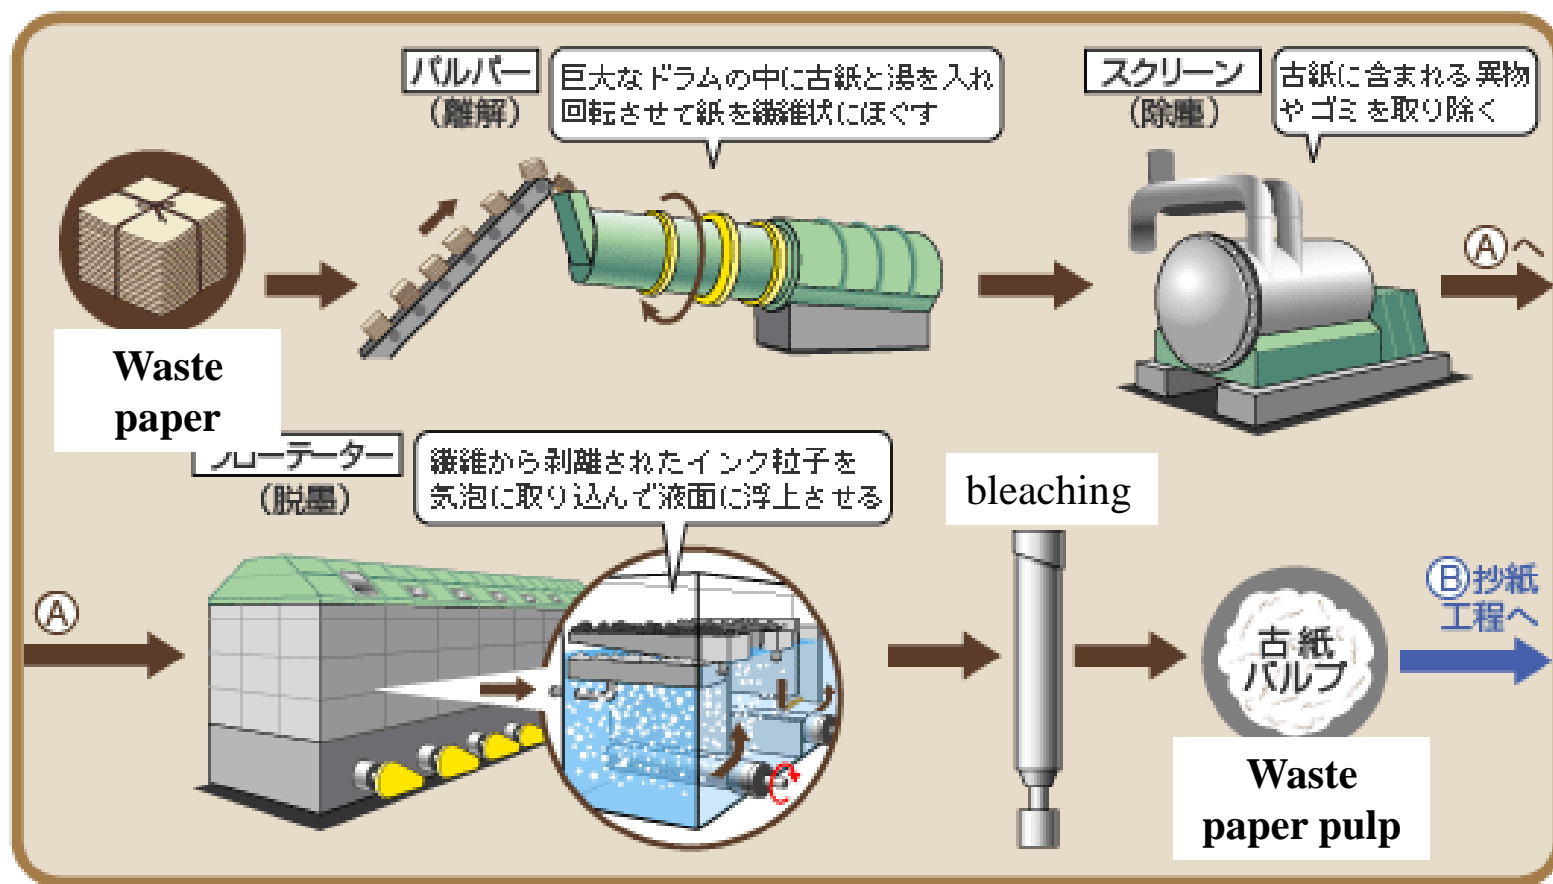 パルパー
(離解)
巨大なドラムの中に古紙と湯を入れ
回転させて紙を繊維状にほぐす
スクリーン
(除塵)
古紙に含まれる異物
やゴミを取り除く
Waste
paper
Ⓐへ
フローテーター
(脱墨)
繊維から剥離されたインク粒子を
気泡に取り込んで液面に浮上させる
bleaching
Ⓐ
古紙
パルプ
Waste
paper pulp
Ⓑ抄紙
工程へ